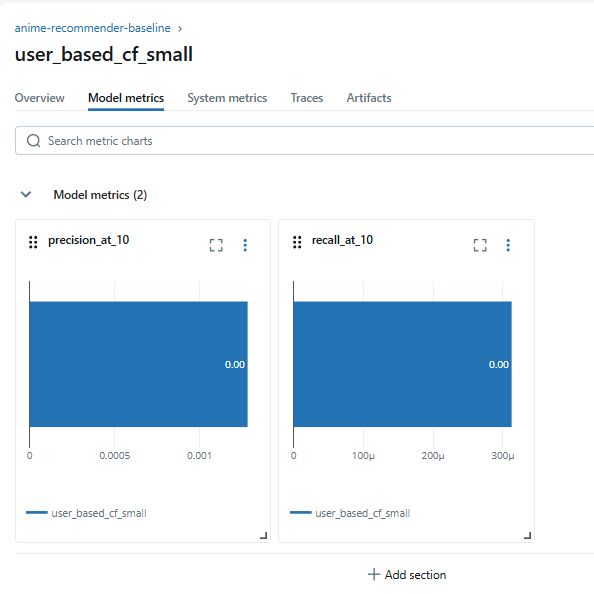 anime-recommender-baseline >
user_based_cf_small
Overview Model metrics System metrics Traces Artifacts
Search metric charts
Model metrics (2)
precision_at_10
0.00
0 0.0005 0.001
user_based_cf_small
recall_at_10
0.00
0 100µ 200µ 300µ
user_based_cf_small
Add section